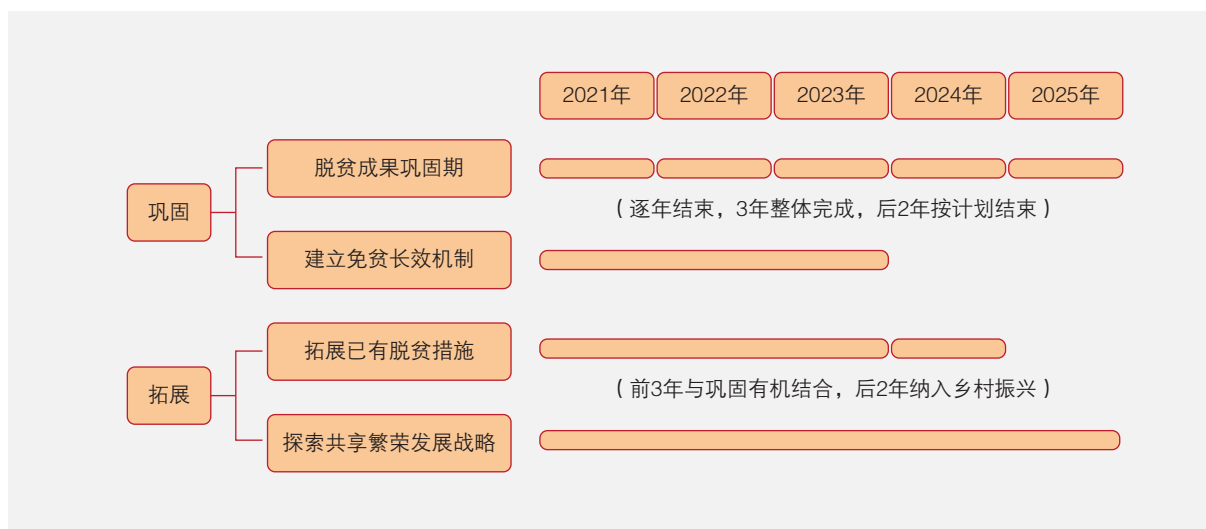 2021年 2022年 2023年 2024年 2025年
巩固
脱贫成果巩固期
（逐年结束，3年整体完成，后2年按计划结束）
建立免贫长效机制
拓展
拓展已有脱贫措施
（前3年与巩固有机结合，后2年纳入乡村振兴）
探索共享繁荣发展战略